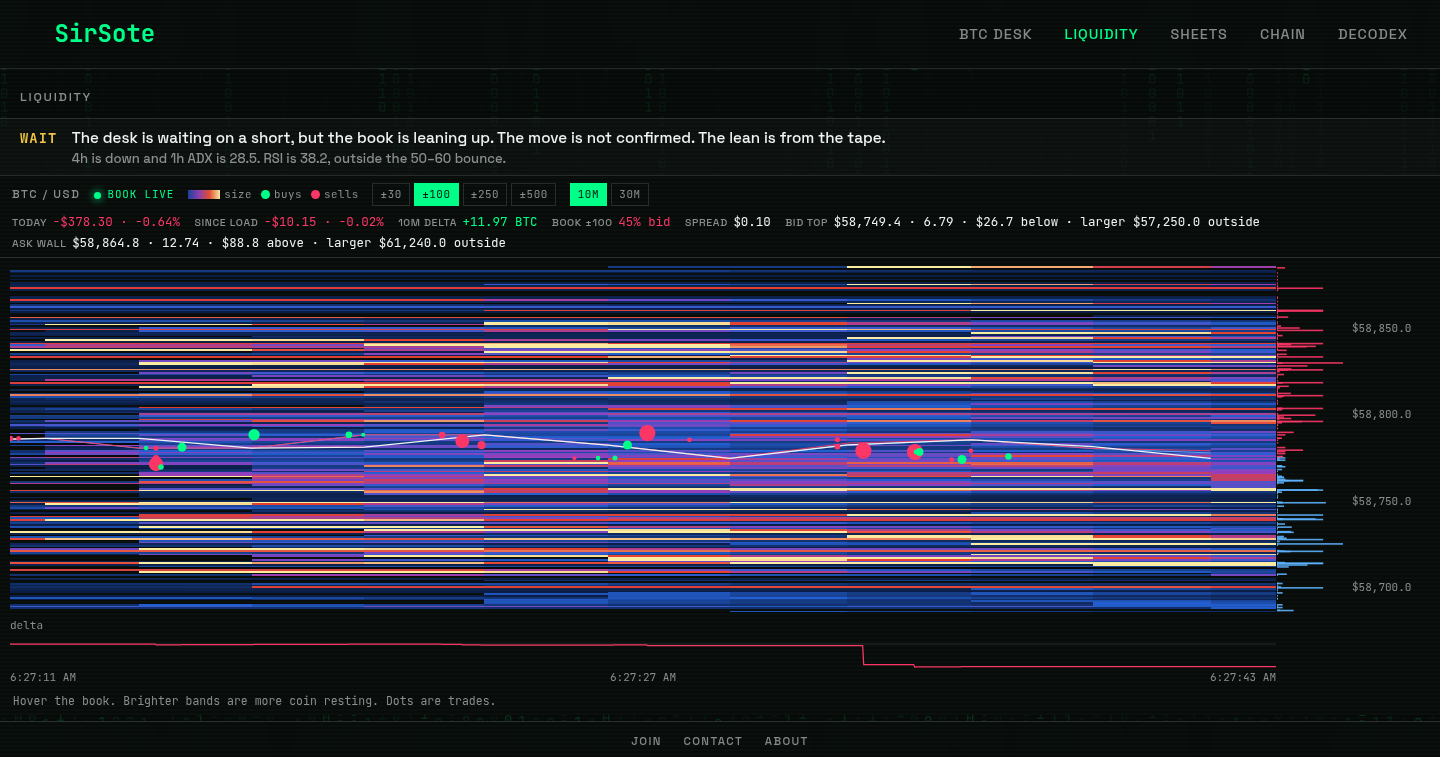 SirSote
BTC DESK LIQUIDITY SHEETS CHAIN DECODEX
LIQUIDITY
WAIT The desk is waiting on a short, but the book is leaning up. The move is not confirmed. The lean is from the tape.
4h is down and 1h ADX is 28.5. RSI is 38.2, outside the 50–60 bounce.
BTC / USD BOOK LIVE size buys sells ±30 ±100 ±250 ±500 10M 30M
TODAY -$378.30 · -0.64% SINCE LOAD -$10.15 · -0.02% 10M DELTA +11.97 BTC BOOK ±100 45% bid SPREAD $0.10 BID TOP $58,749.4 · 6.79 · $26.7 below · larger $57,250.0 outside
ASK WALL $58,864.8 · 12.74 · $88.8 above · larger $61,240.0 outside
$58,850.0
$58,800.0
$58,750.0
$58,700.0
delta
6:27:11 AM 6:27:27 AM 6:27:43 AM
Hover the book. Brighter bands are more coin resting. Dots are trades.
JOIN CONTACT ABOUT